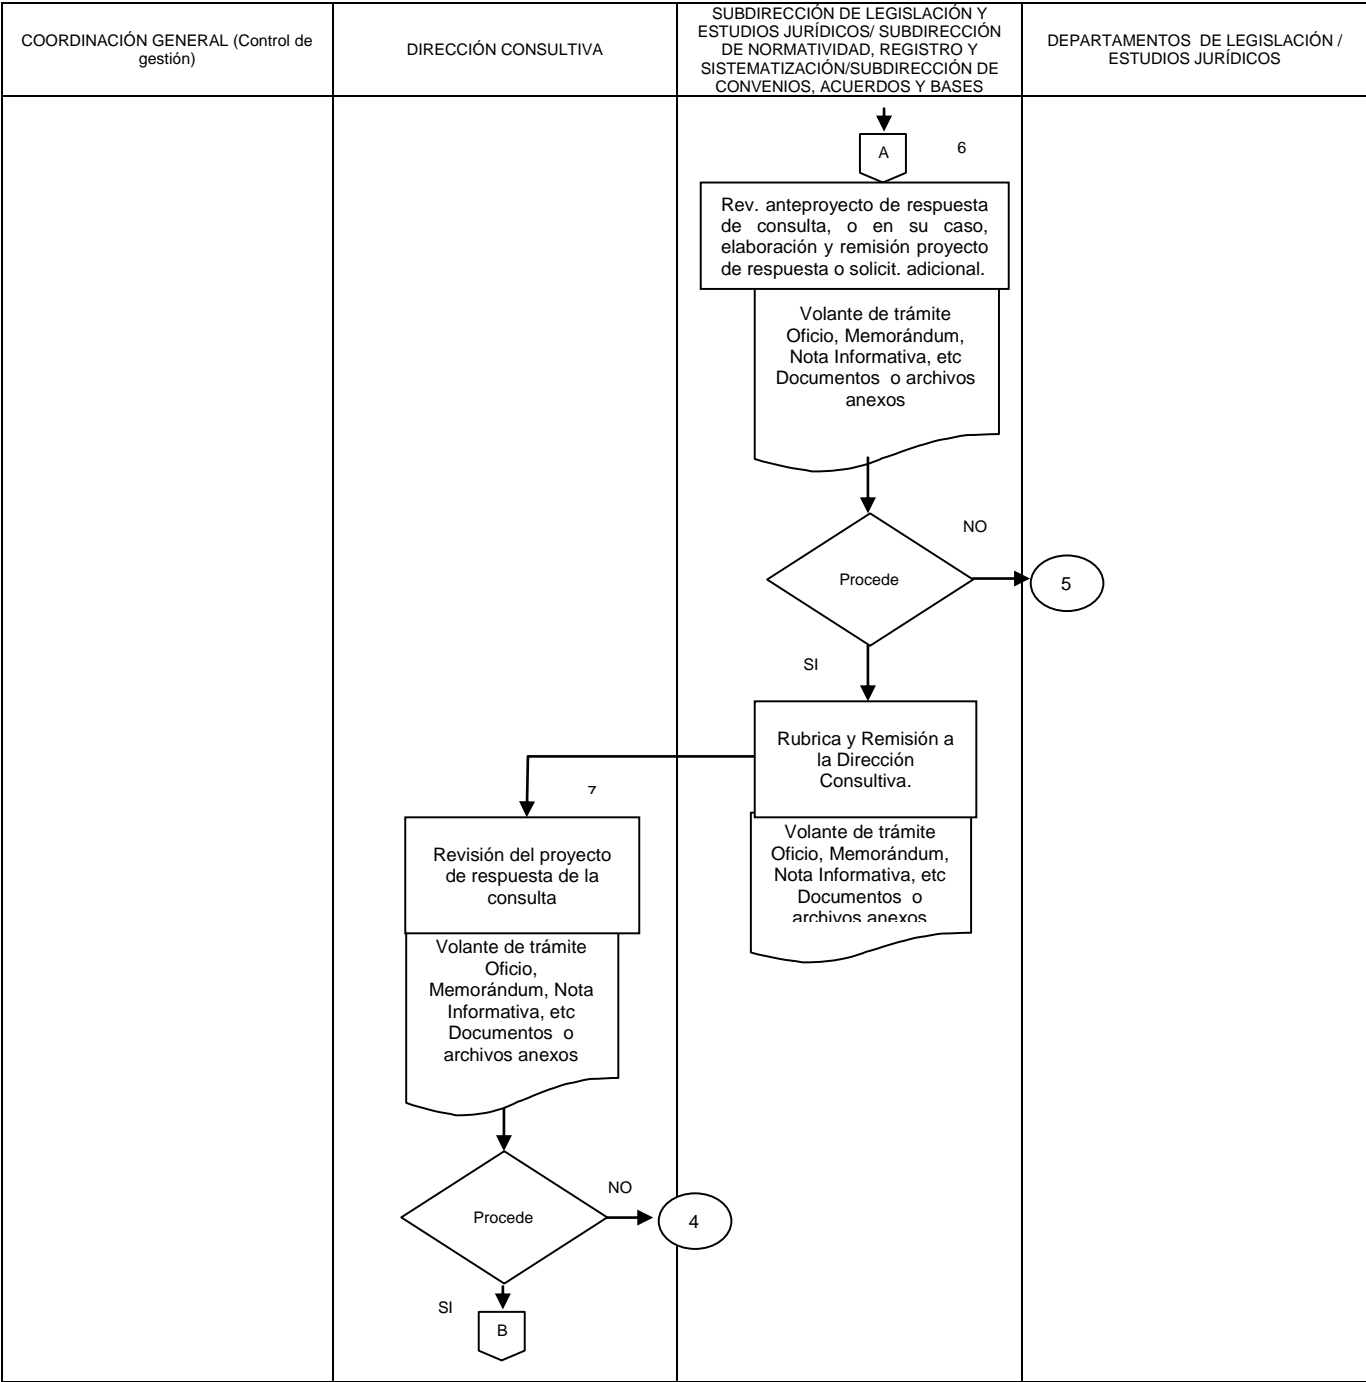 COORDINACIÓN GENERAL (Control de
gestión)
DIRECCIÓN CONSULTIVA
SUBDIRECCIÓN DE LEGISLACIÓN Y
ESTUDIOS JURÍDICOS/ SUBDIRECCIÓN
DE NORMATIVIDAD, REGISTRO Y
SISTEMATIZACIÓN/SUBDIRECCIÓN DE
CONVENIOS, ACUERDOS Y BASES
DEPARTAMENTOS DE LEGISLACIÓN /
ESTUDIOS JURÍDICOS
A
6
Rev. anteproyecto de respuesta
de consulta, o en su caso,
elaboración y remisión proyecto
de respuesta o solicit. adicional.
Volante de trámite
Oficio, Memorándum,
Nota Informativa, etc
Documentos o archivos
anexos
NO
Procede
5
SI
Rubrica y Remisión a
la Dirección
Consultiva.
Volante de trámite
Oficio, Memorándum,
Nota Informativa, etc
Documentos o
archivos anexos
7
Revisión del proyecto
de respuesta de la
consulta
Volante de trámite
Oficio,
Memorándum, Nota
Informativa, etc
Documentos o
archivos anexos
NO
Procede
4
SI
B